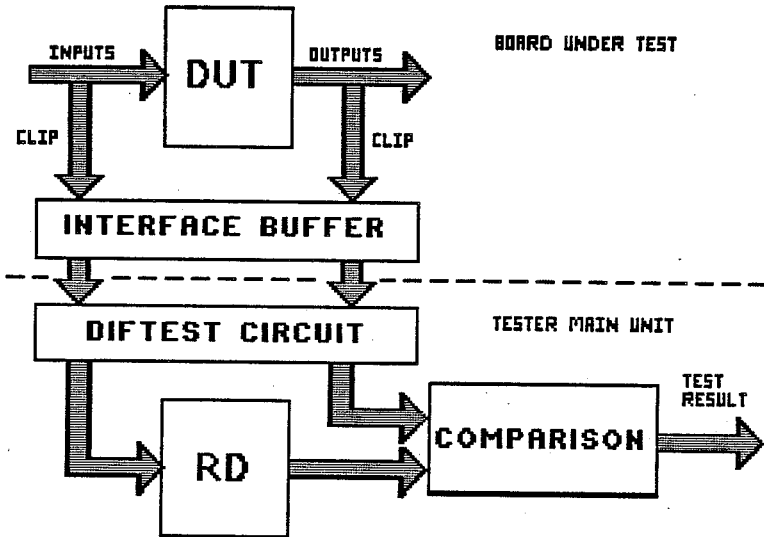 BOARD UNDER TEST
INPUTS
DUT
OUTPUTS
CLIP
CLIP
INTERFACE BUFFER
DIFTEST CIRCUIT
TESTER MAIN UNIT
TEST
RESULT
COMPARISON
RD